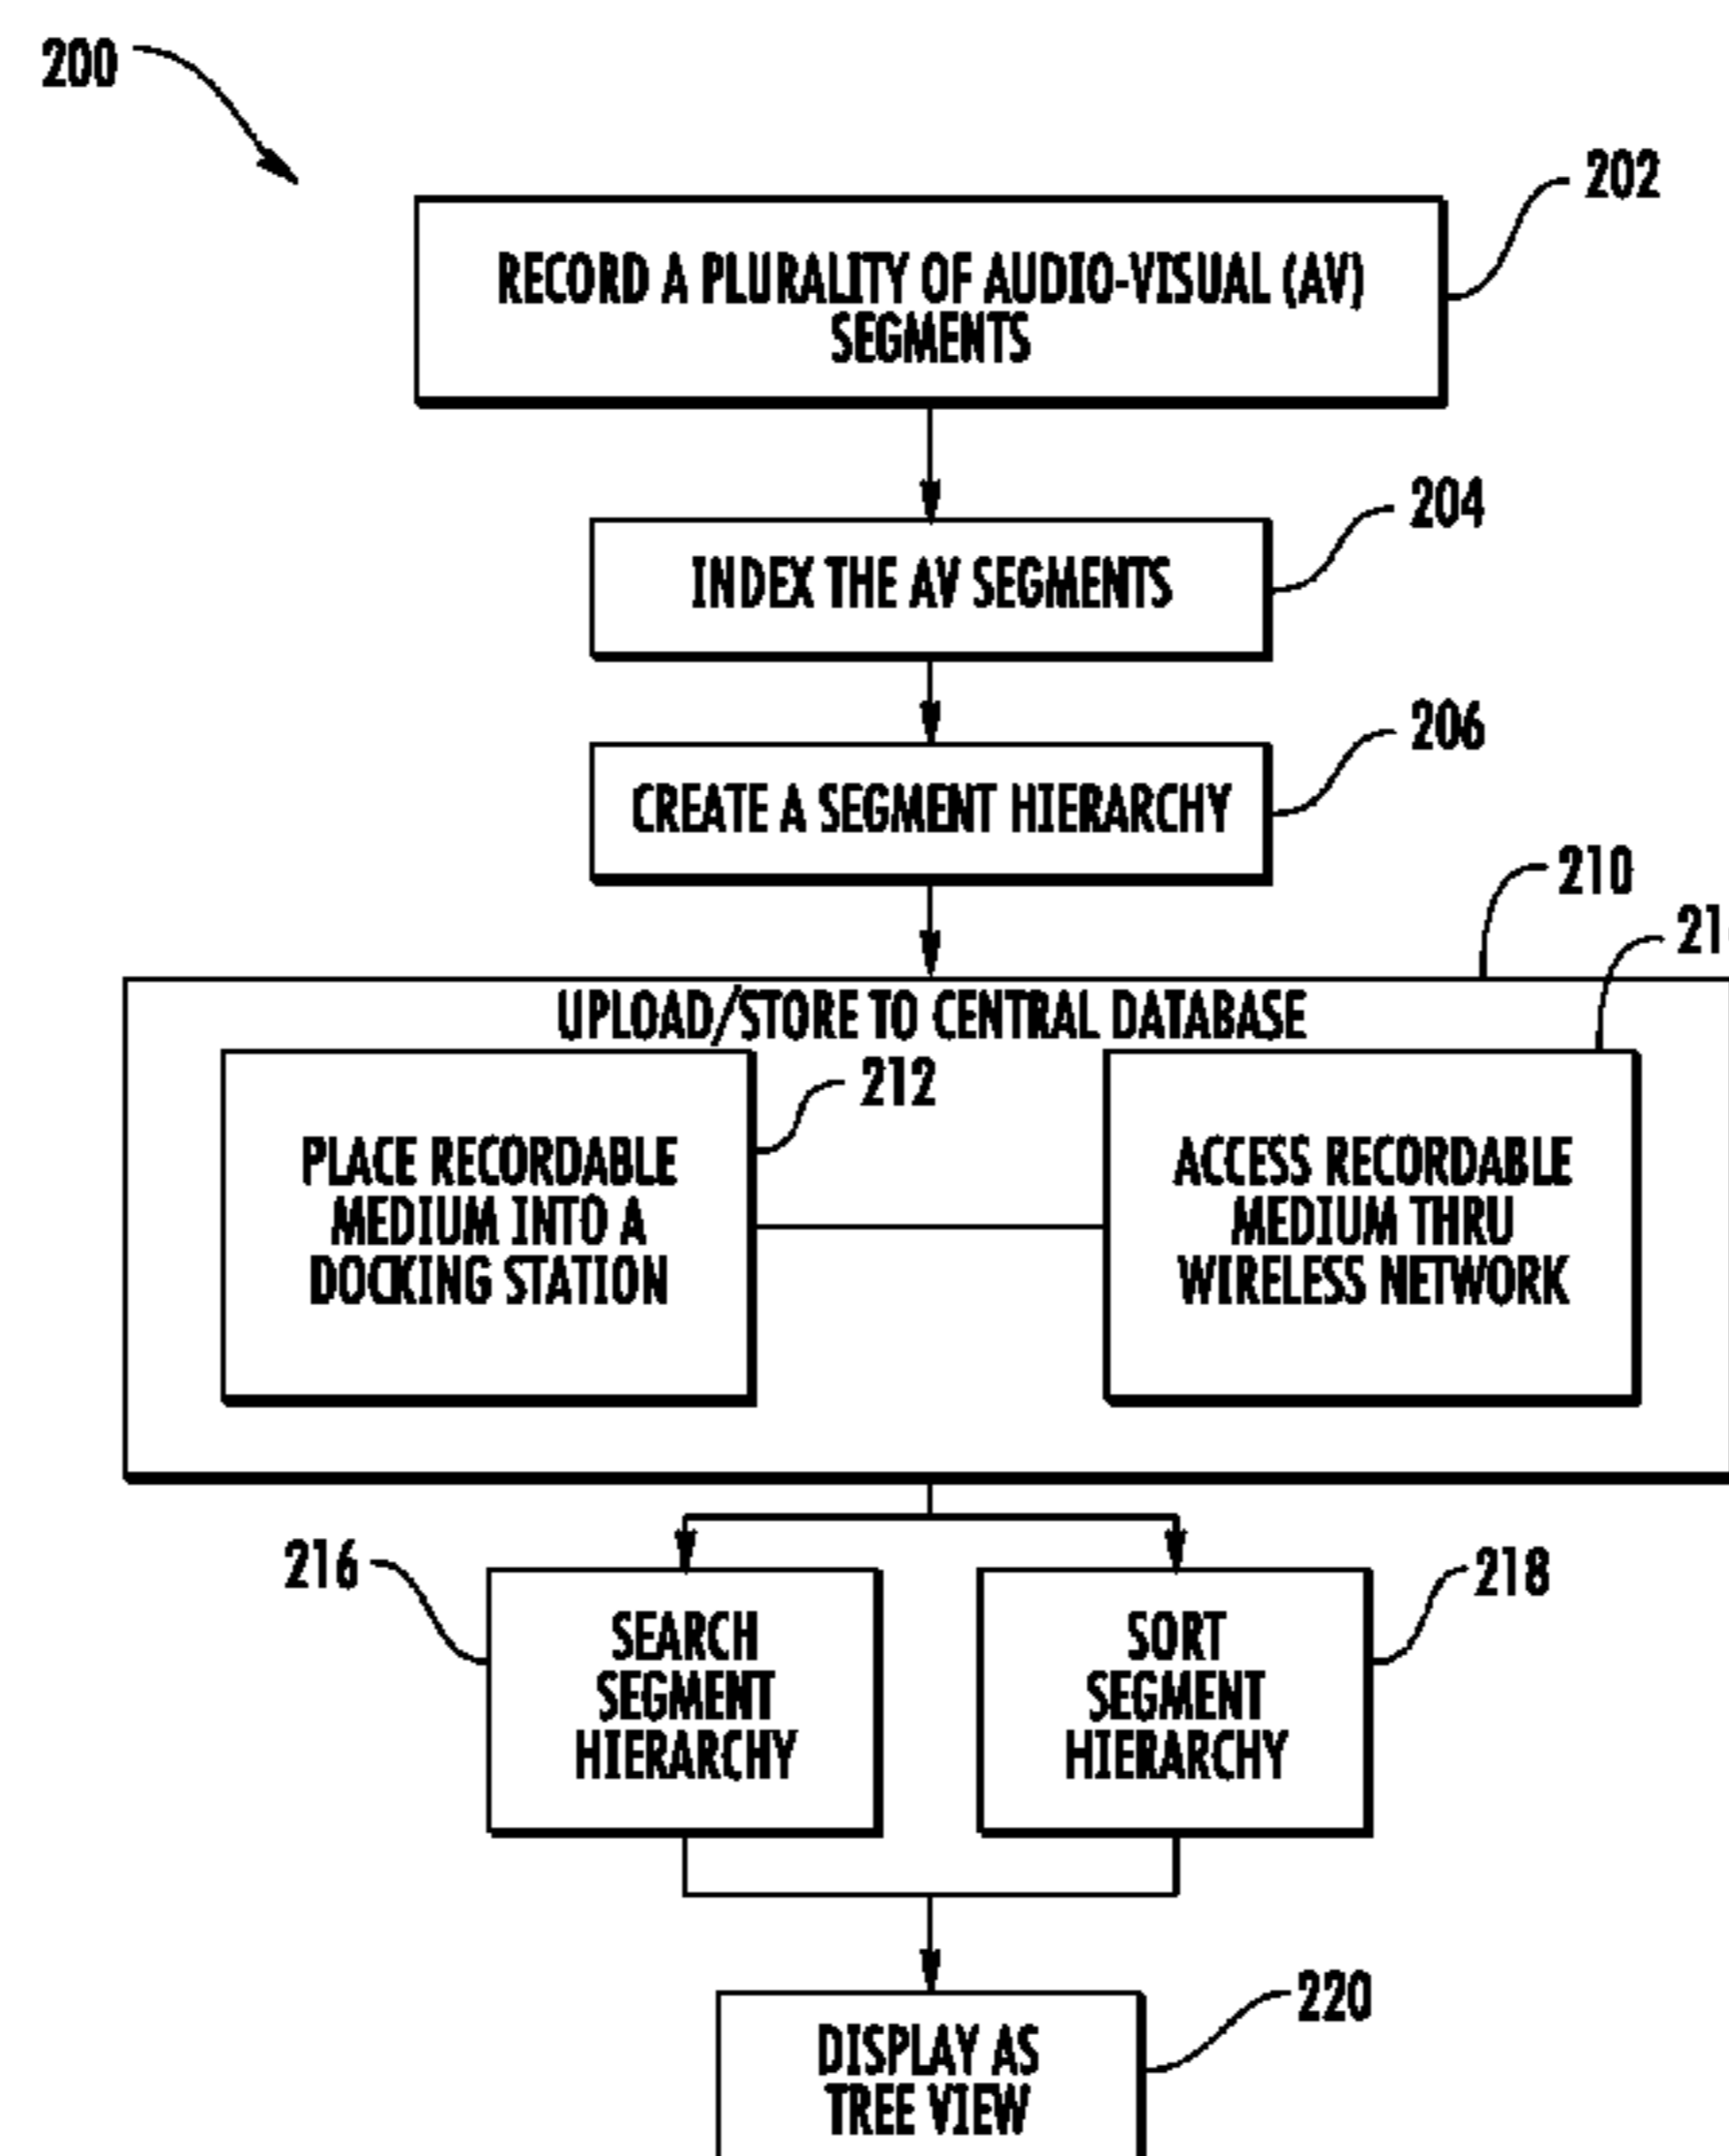 200
202
RECORD A PLURALITY OF AUDIO-VISUAL (AV)
SEGMENTS
204
INDEX THE AV SEGMENTS
206
CREATE A SEGMENT HIERARCHY
210
UPLOAD/STORE TO CENTRAL DATABASE
212
PLACE RECORDABLE
MEDIUM INTO A
DOCKING STATION
ACCESS RECORDABLE
MEDIUM THRU
WIRELESS NETWORK
216
SEARCH
SEGMENT
HIERARCHY
218
SORT
SEGMENT
HIERARCHY
220
DISPLAY AS
TREE VIEW